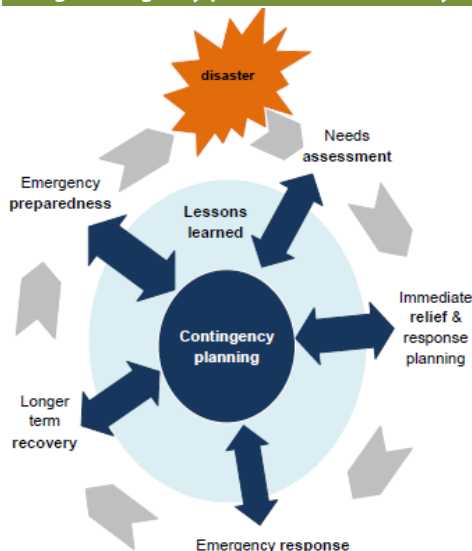 disaster
Needs
assessment
Emergency
preparedness
Lessons
learned
Immediate
relief &
response
planning
Contingency
planning
Longer
term
recovery
Emergency response